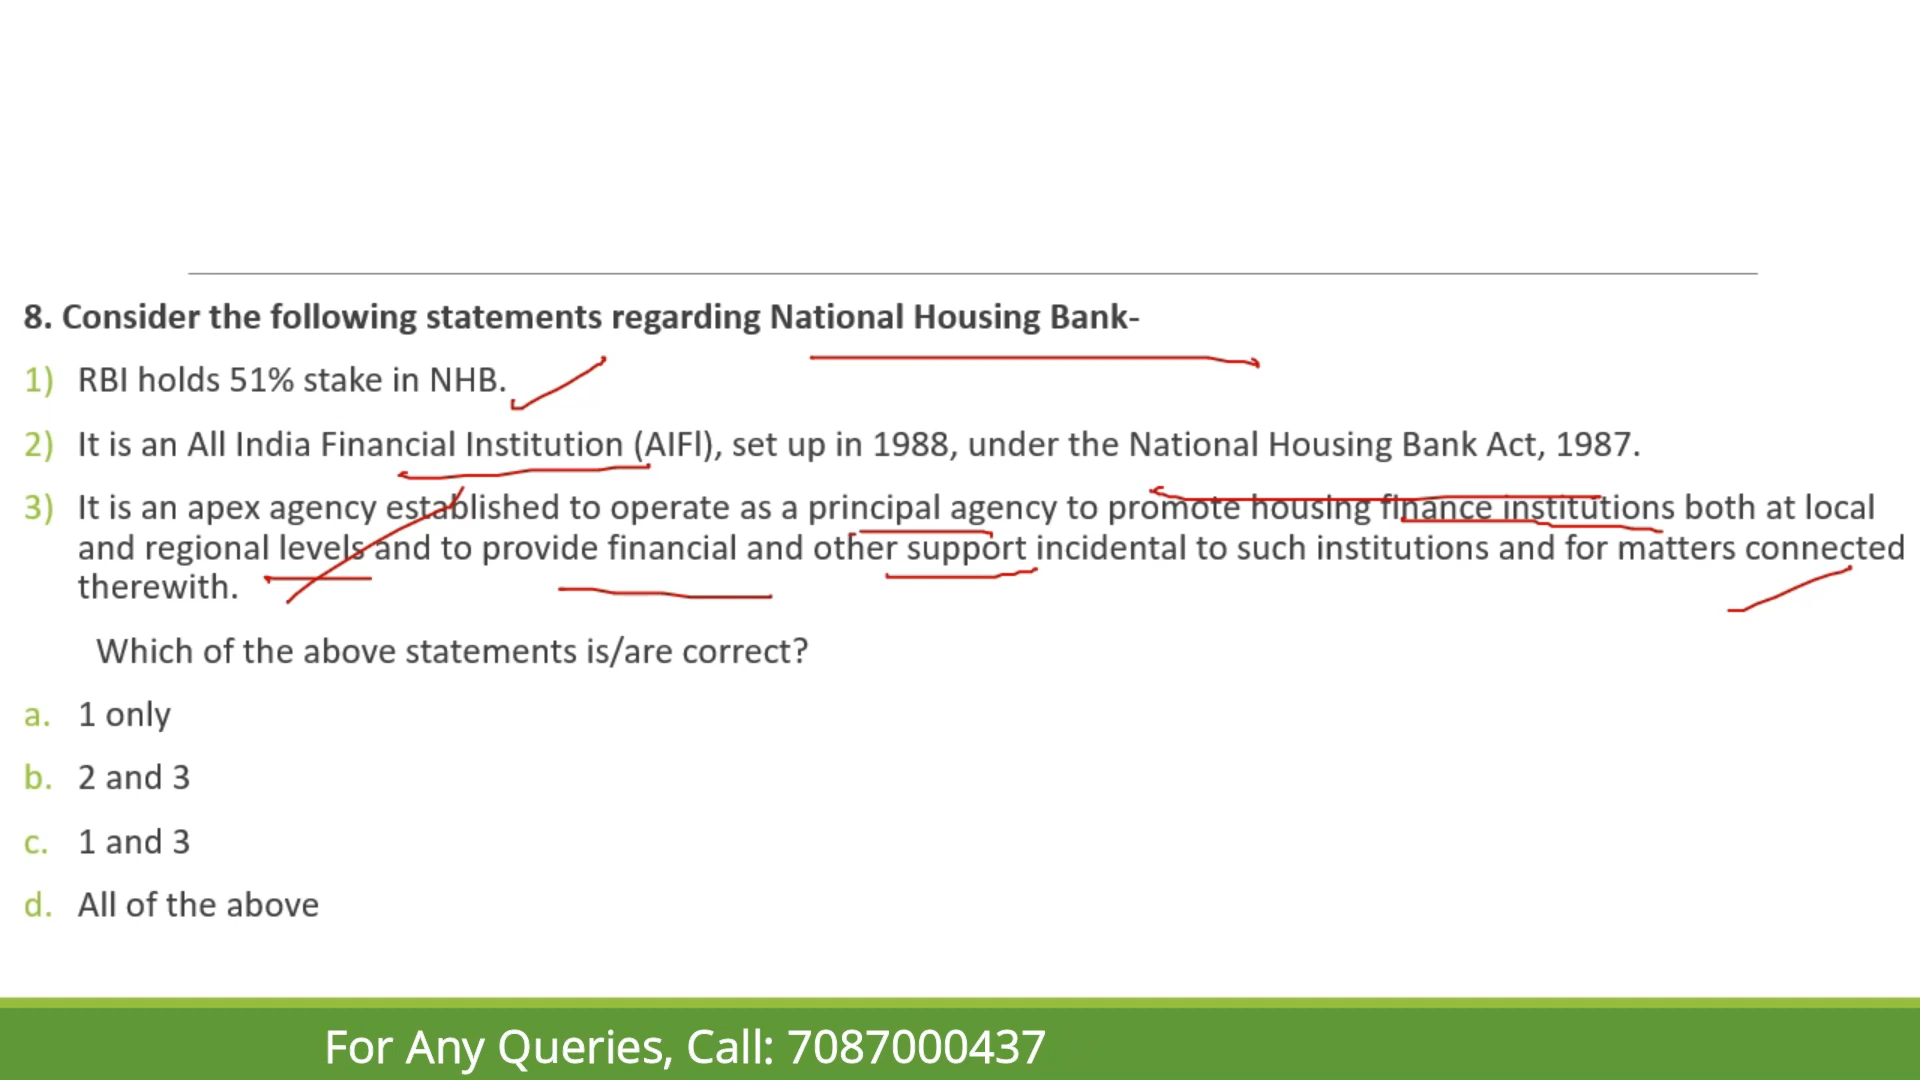 8. Consider the following statements regarding National Housing Bank-
1) RBI holds 51% stake in NHB.
2) It is an All India Financial Institution (AIFI), set up in 1988, under the National Housing Bank Act, 1987.
3) It is an apex agency established to operate as a principal agency to promote housing finance institutions both at local
and regional levels and to provide financial and other support incidental to such institutions and for matters connected
therewith.
Which of the above statements is/are correct?
a. 1 only
b. 2 and 3
c. 1 and 3
d. All of the above
For Any Queries, Call: 7087000437